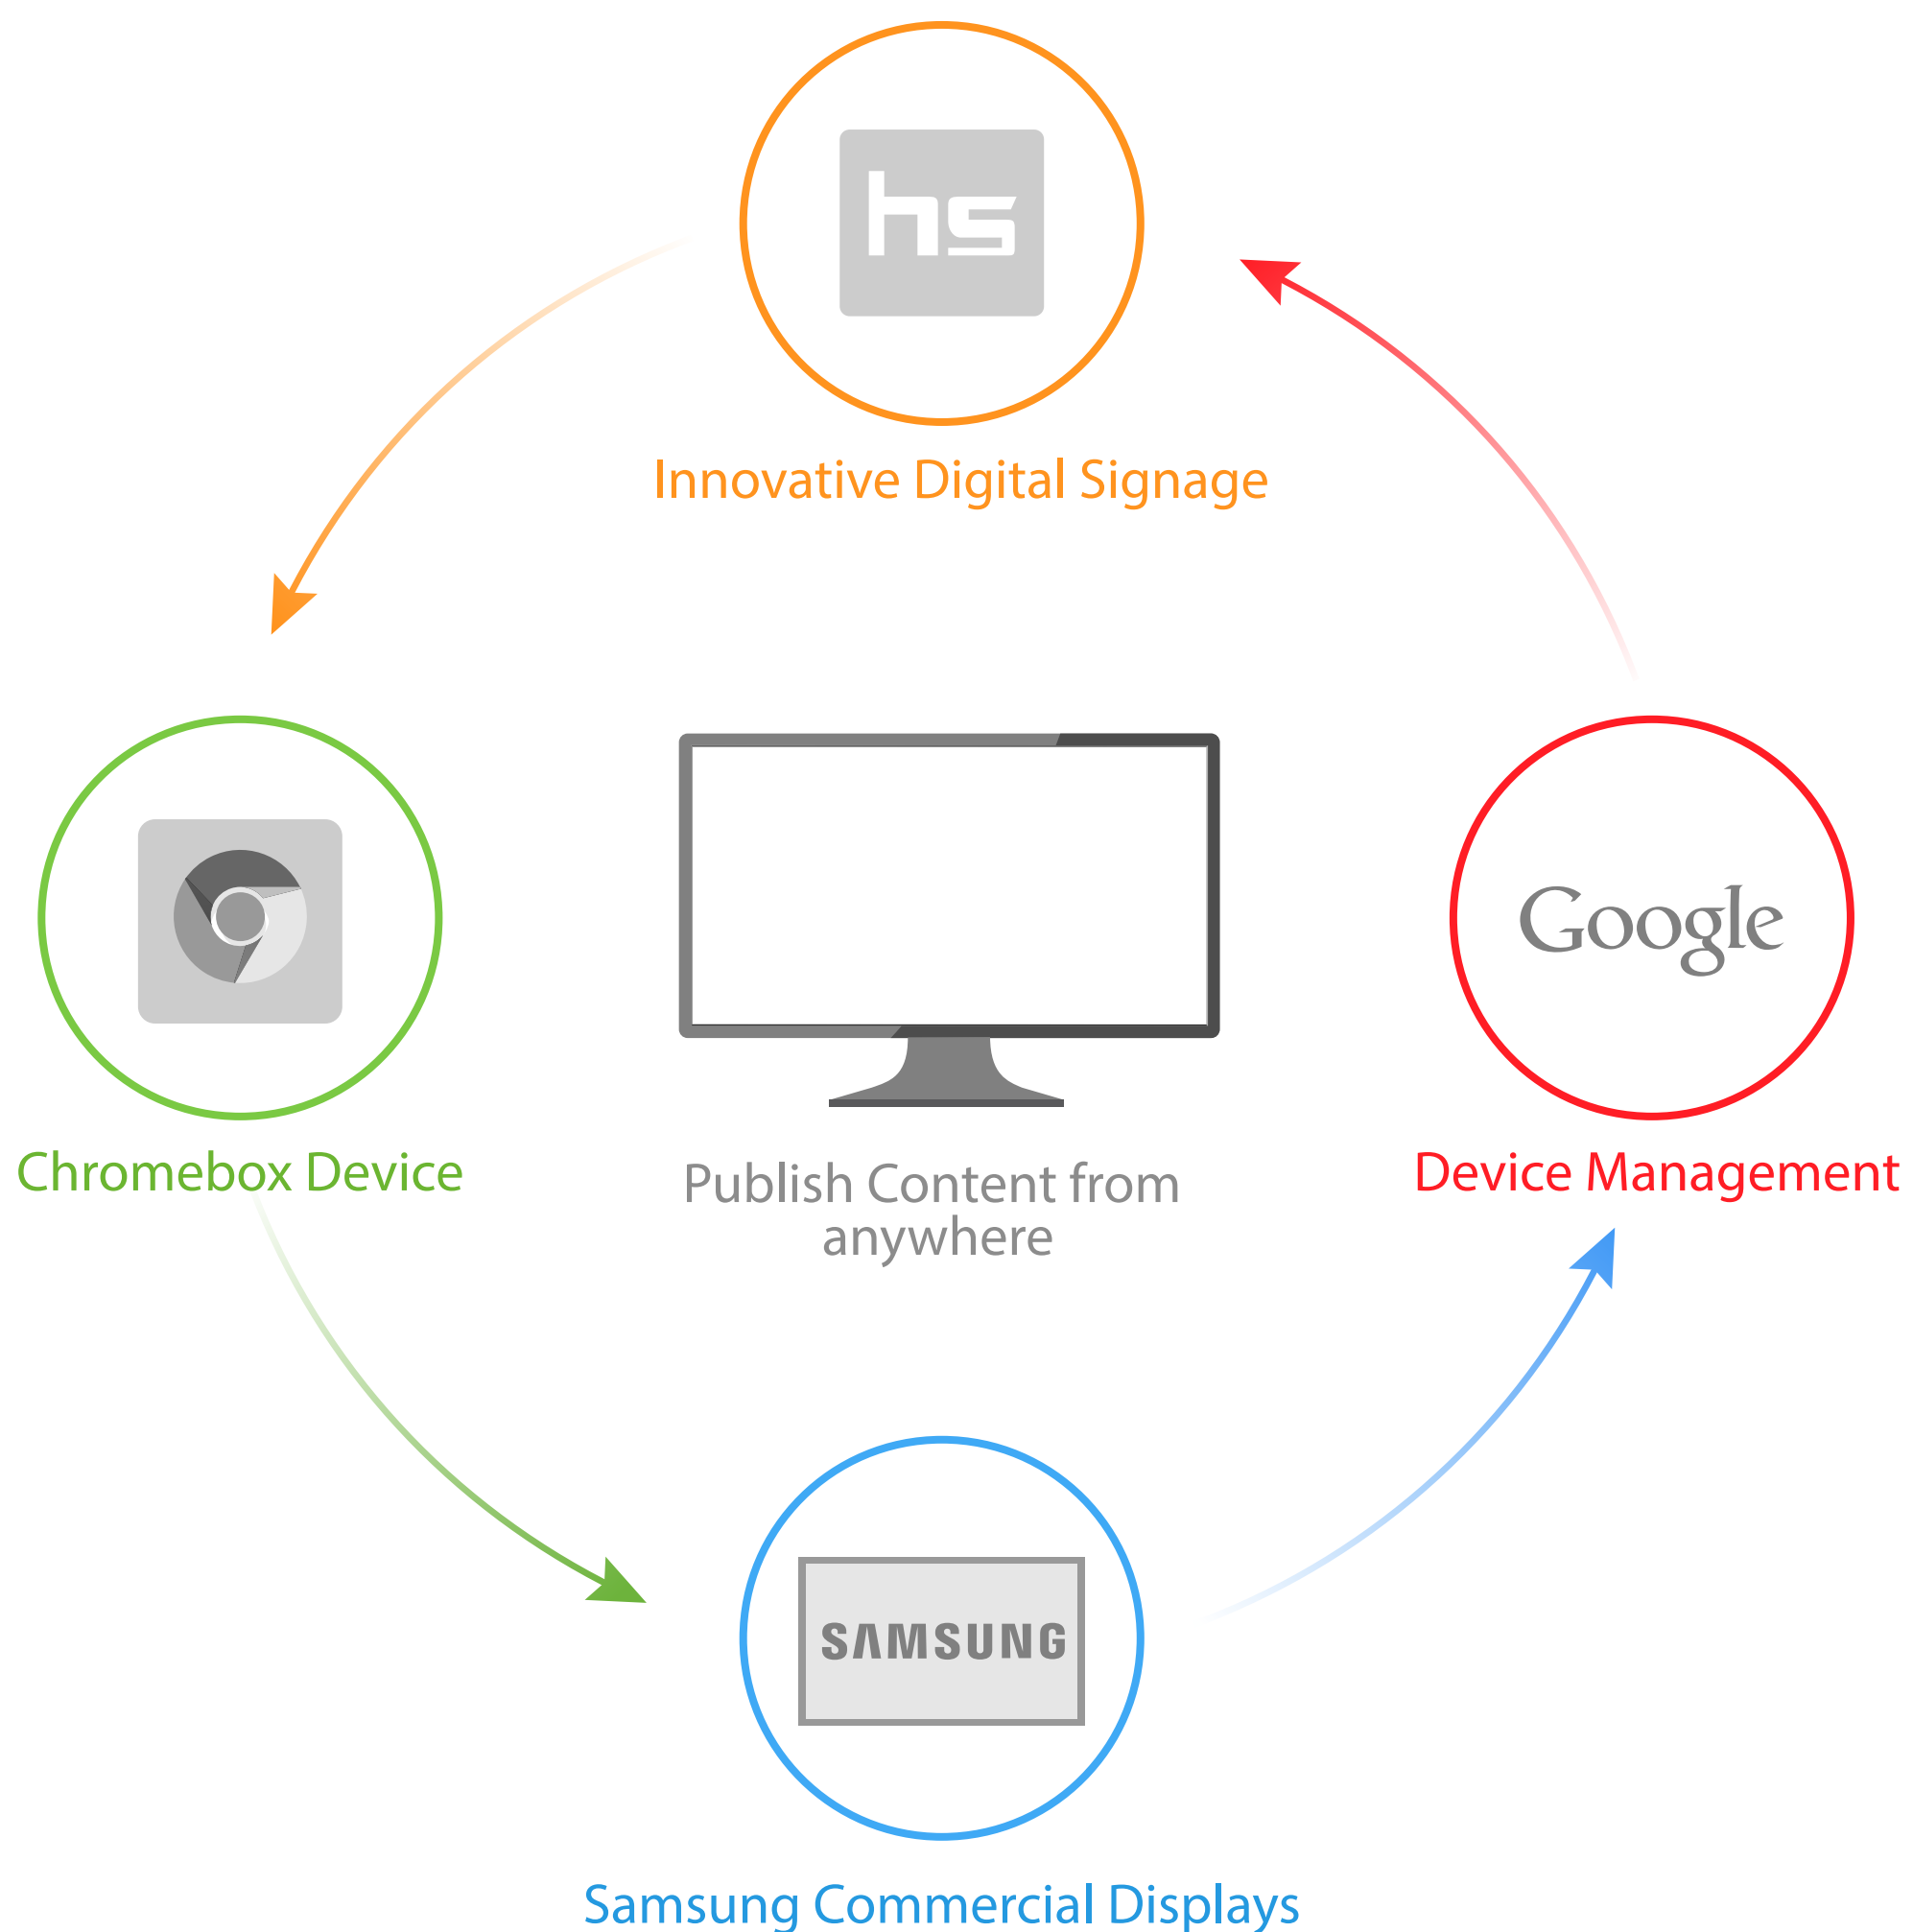 hs
Innovative Digital Signage
Google
Chromebox Device
Publish Content from
anywhere
Device Management
SAMSUNG
Samsung Commercial Displays